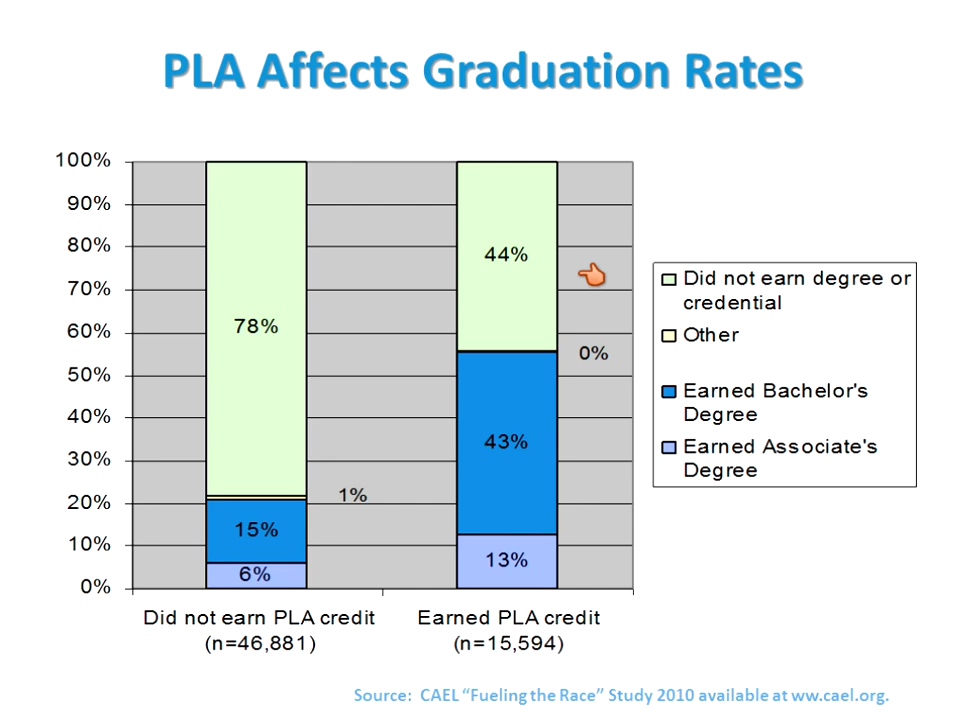 PLA Affects Graduation Rates
100%
90%
80%
70%
60%
50%
40%
30%
20%
10%
0%
78%
1%
15%
6%
44%
0%
43%
13%
Did not earn PLA credit
(n=46,881)
Earned PLA credit
(n=15,594)
Did not earn degree or
credential
Other
Earned Bachelor's
Degree
Earned Associate's
Degree
Source: CAEL “Fueling the Race” Study 2010 available at ww.cael.org.